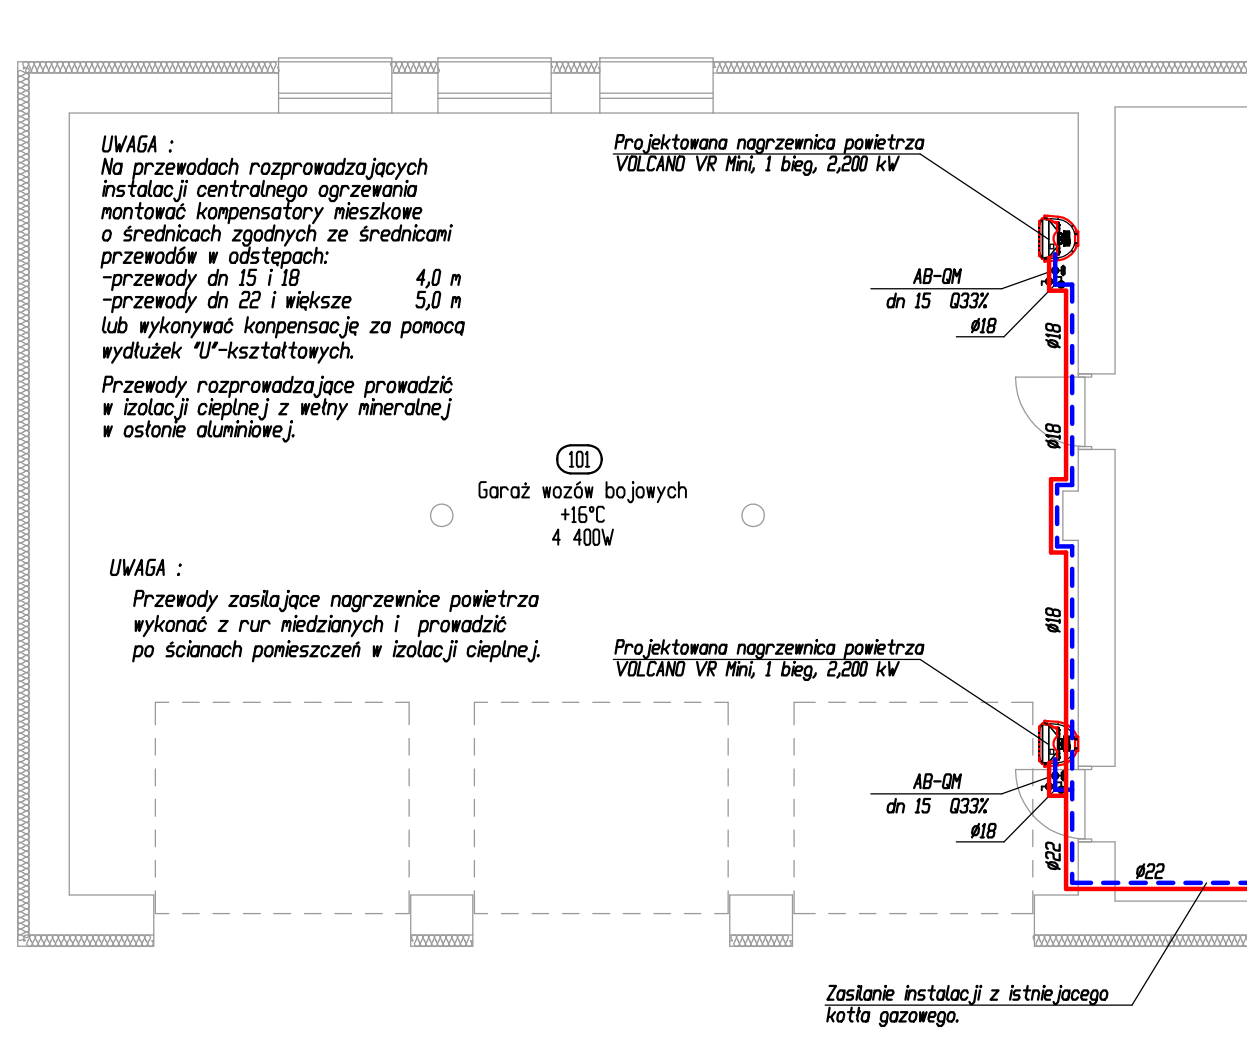 UWAGA :
Na przewodach rozprowadzających
instalacji centralnego ogrzewania
montować kompensatory mieszkowe
o średnicach zgodnych ze średnicami
przewodów w odstępach:
-przewody dn 15 i 18 4,0 m
-przewody dn 22 i większe 5,0 m
lub wykonywać konpensację za pomocą
wydłużek "U"-kształtowych.
Przewody rozprowadzające prowadzić
w izolacji cieplnej z wełny mineralnej
w osłonie aluminiowej.
Projektowana nagrzewnica powietrza
VOLCANO VR Mini, 1 bieg, 2,200 kW
AB-QM
dn 15 Q33%
ø18
ø18
ø18
101
Garaż wozów bojowych
+16°C
4 400W
UWAGA :
Przewody zasilające nagrzewnice powietrza
wykonać z rur miedzianych i prowadzić
po ścianach pomieszczeń w izolacji cieplnej.
ø18
Projektowana nagrzewnica powietrza
VOLCANO VR Mini, 1 bieg, 2,200 kW
AB-QM
dn 15 Q33%
ø18
ø22
ø22
Zasilanie instalacji z istniejacego
kotła gazowego.